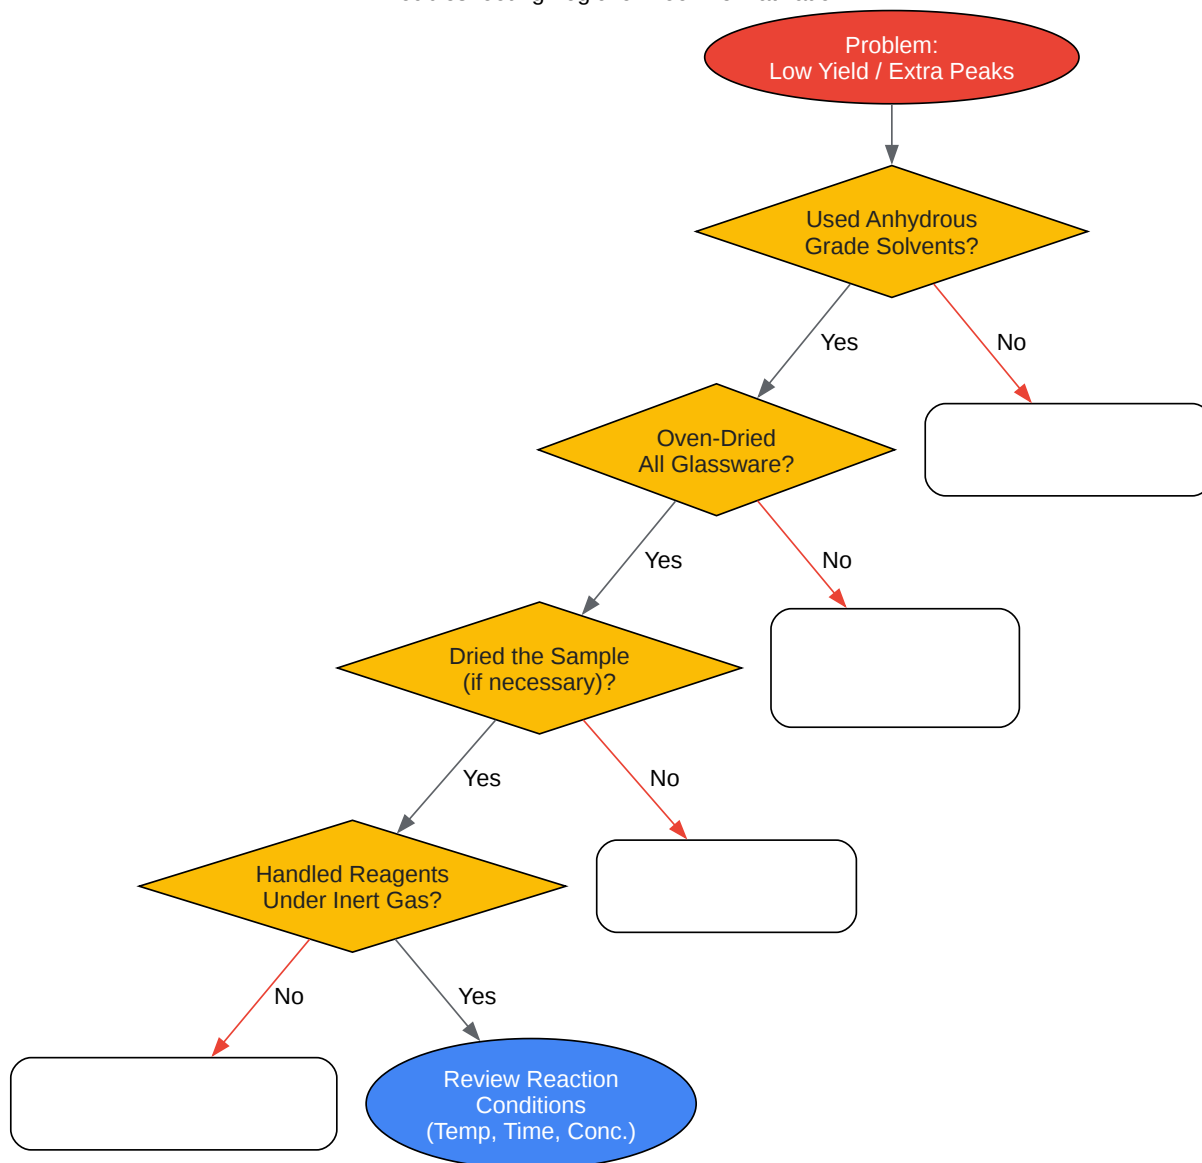 Problem:
Low Yield / Extra Peaks
Used Anhydrous
Grade Solvents?
Yes
No
Oven-Dried
All Glassware?
Yes
No
Dried the Sample
(if necessary)?
Yes
No
Handled Reagents
Under Inert Gas?
No
Yes
Review Reaction
Conditions
(Temp, Time, Conc.)